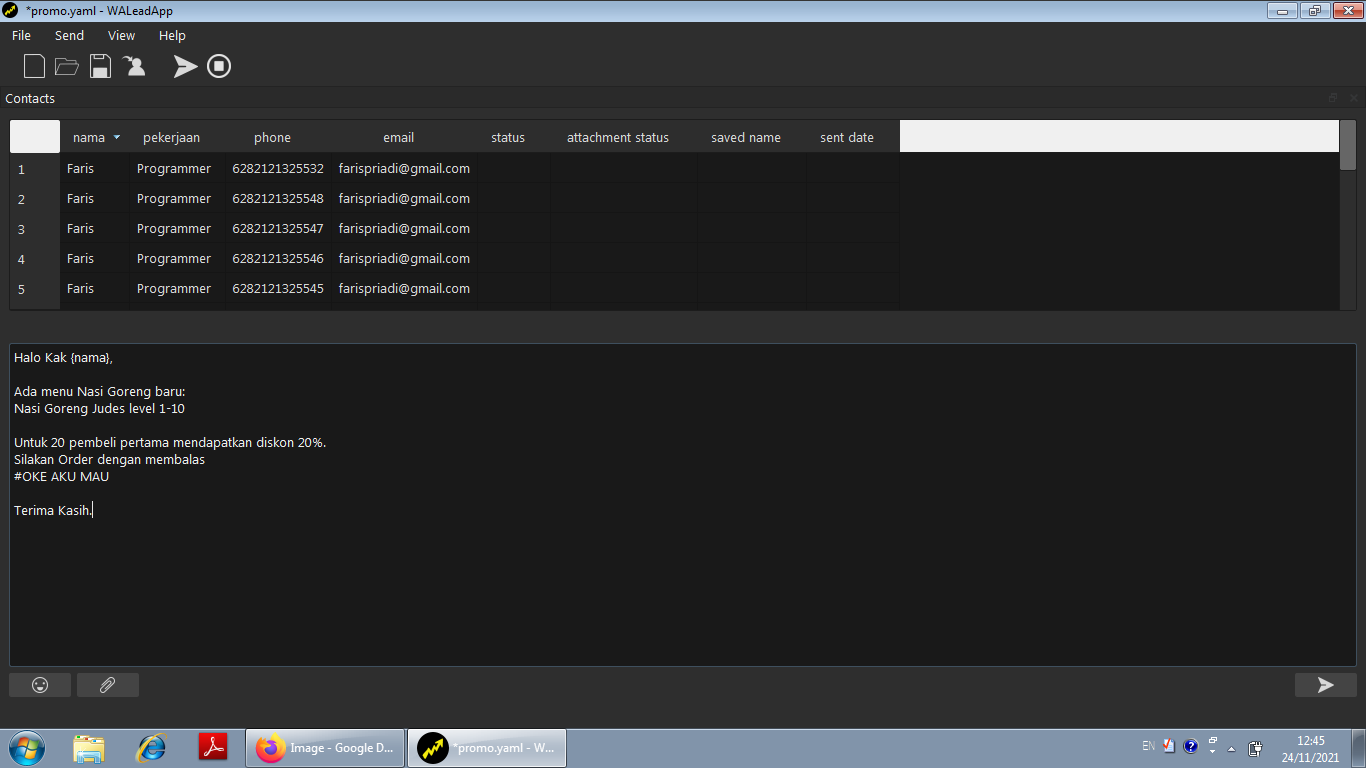 *promo.yaml - WALeadApp
File Send View Help
Contacts
nama pekerjaan phone email status attachment status saved name sent date
1 Faris Programmer 6282121325532 farispriadi@gmail.com
2 Faris Programmer 6282121325548 farispriadi@gmail.com
3 Faris Programmer 6282121325547 farispriadi@gmail.com
4 Faris Programmer 6282121325546 farispriadi@gmail.com
5 Faris Programmer 6282121325545 farispriadi@gmail.com
Halo Kak {nama},
Ada menu Nasi Goreng baru:
Nasi Goreng Judes level 1-10
Untuk 20 pembeli pertama mendapatkan diskon 20%.
Silakan Order dengan membalas
#OKE AKU MAU
Terima Kasih.
Image - Google D... *promo.yaml - W... EN 12:45
24/11/2021